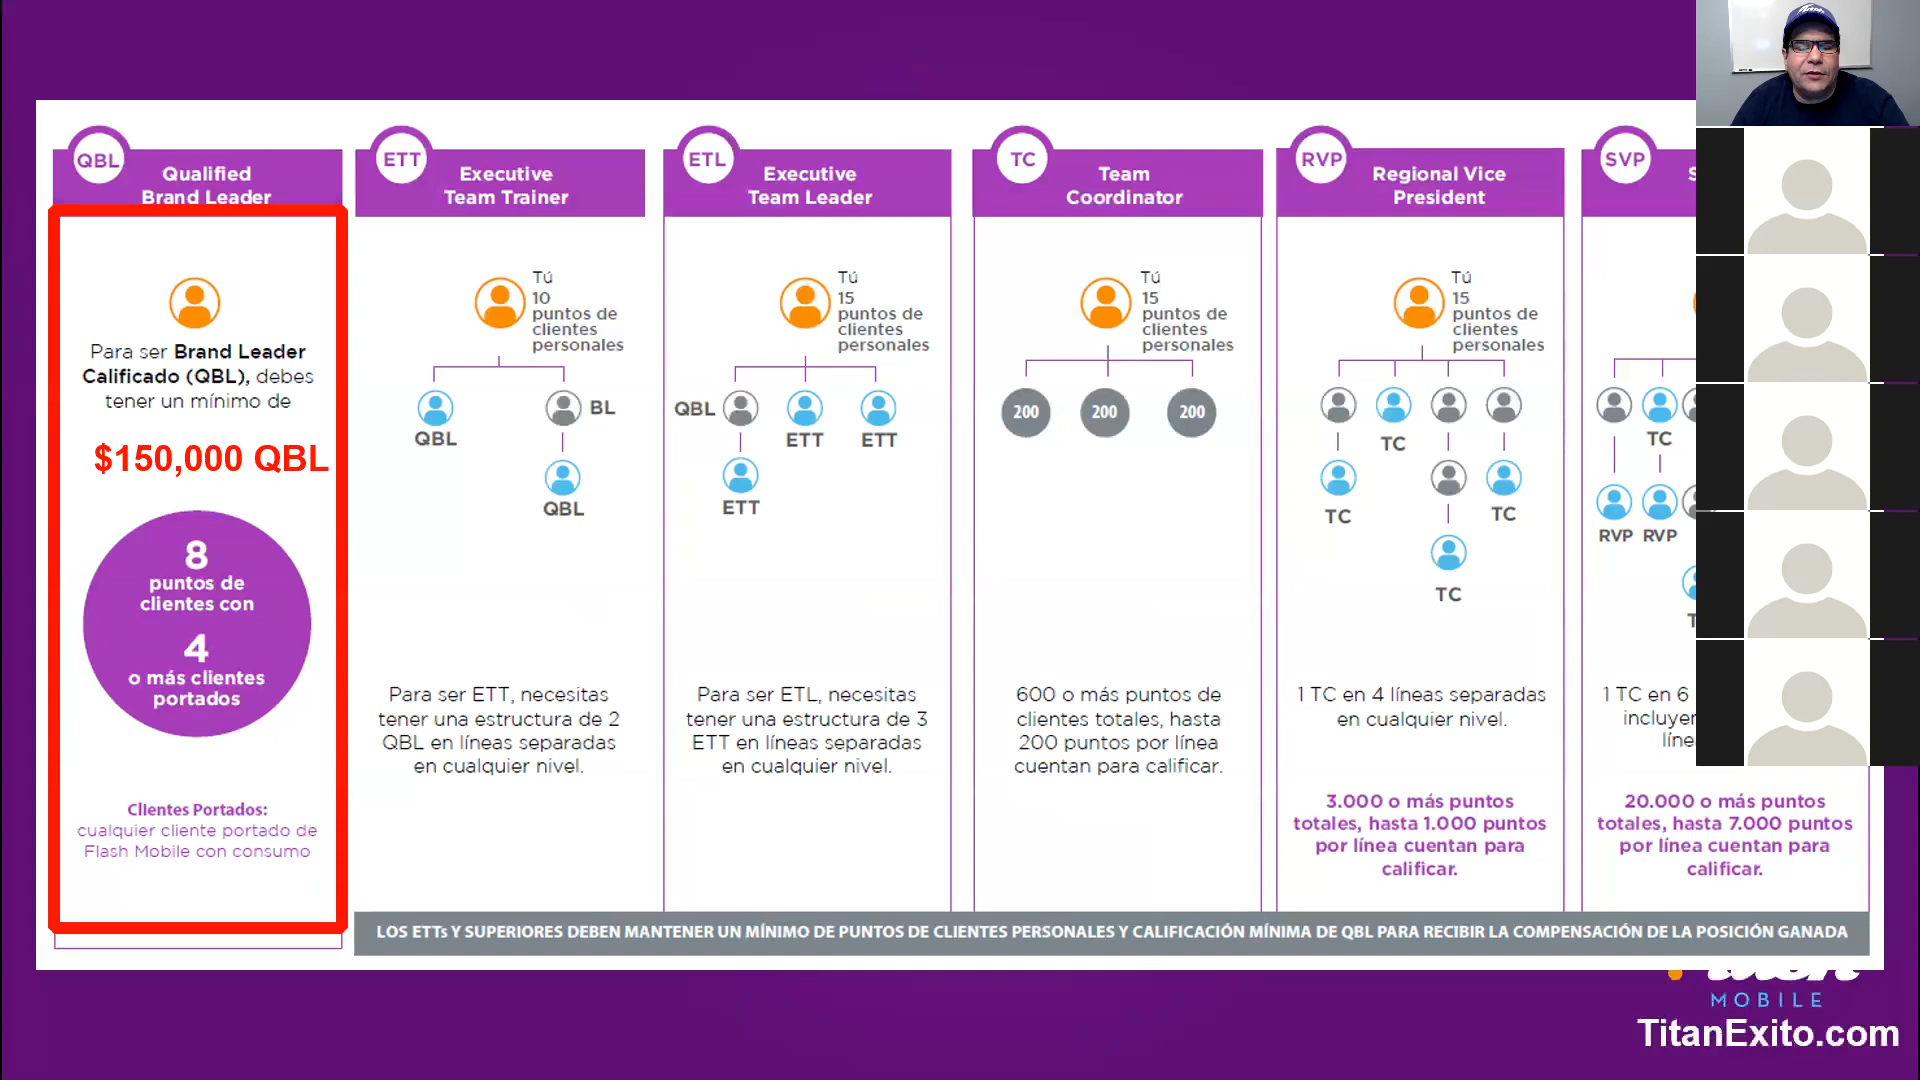 QBL
Qualified
Brand Leader
Para ser Brand Leader
Calificado (QBL), debes
tener un mínimo de
$150,000 QBL
8
puntos de
clientes con
4
o más clientes
portados
Clientes Portados:
cualquier cliente portado de
Flash Mobile con consumo
ETT
Executive
Team Trainer
Tú
10
puntos de
clientes
personales
QBL
BL
QBL
Para ser ETT, necesitas
tener una estructura de 2
QBL en líneas separadas
en cualquier nivel.
ETL
Executive
Team Leader
Tú
15
puntos de
clientes
personales
QBL
ETT
ETT
ETT
Para ser ETL, necesitas
tener una estructura de 3
ETT en líneas separadas
en cualquier nivel.
TC
Team
Coordinator
Tú
15
puntos de
clientes
personales
200
200
200
600 o más puntos de
clientes totales, hasta
200 puntos por línea
cuentan para calificar.
RVP
Regional Vice
President
Tú
15
puntos de
clientes
personales
TC
TC
TC
TC
1 TC en 4 líneas separadas
en cualquier nivel.
3.000 o más puntos
totales, hasta 1.000 puntos
por línea cuentan para
calificar.
SVP
S
TC
RVP RVP
T
1 TC en 6
incluyen
líne
20.000 o más puntos
totales, hasta 7.000 puntos
por línea cuentan para
calificar.
LOS ETTs Y SUPERIORES DEBEN MANTENER UN MÍNIMO DE PUNTOS DE CLIENTES PERSONALES Y CALIFICACIÓN MÍNIMA DE QBL PARA RECIBIR LA COMPENSACIÓN DE LA POSICIÓN GANADA
MOBILE
TitanExito.com